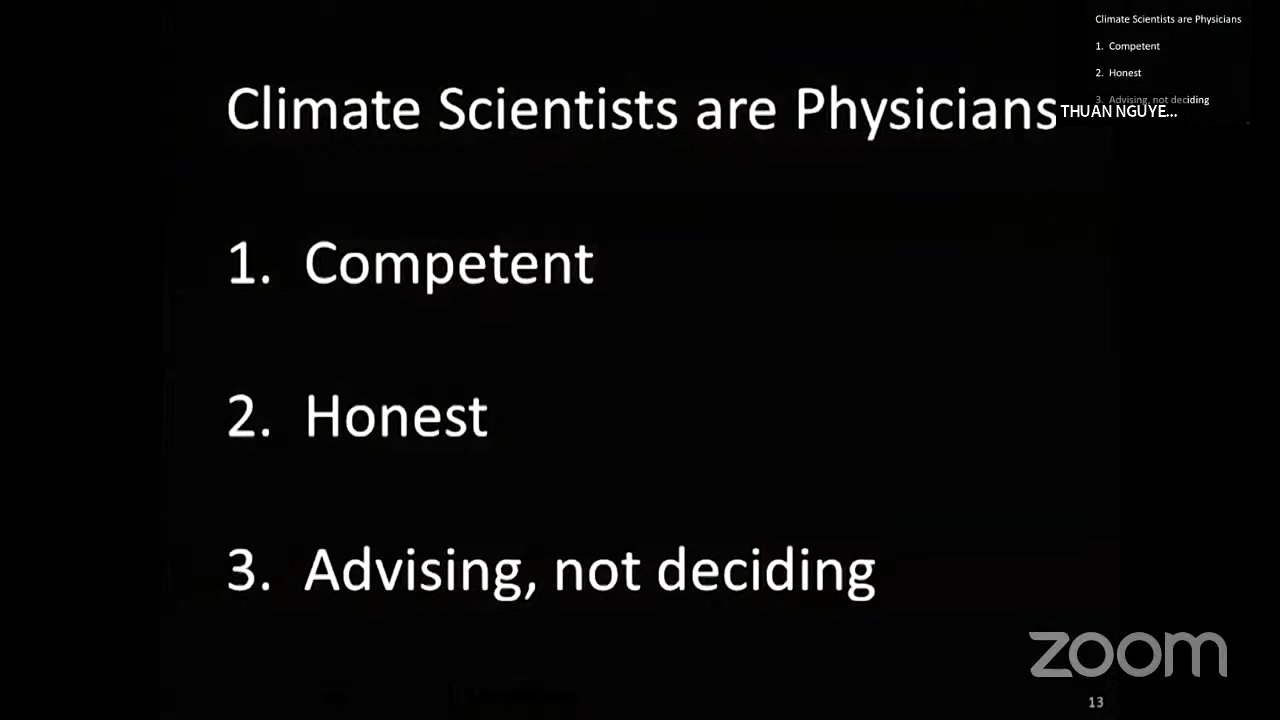 Climate Scientists are Physicians
1. Competent
2. Honest
3. Advising, not deciding
Climate Scientists are Physicians
1. Competent
2. Honest
3. Advising, not deciding
THUAN NGUYE...
zoom
13